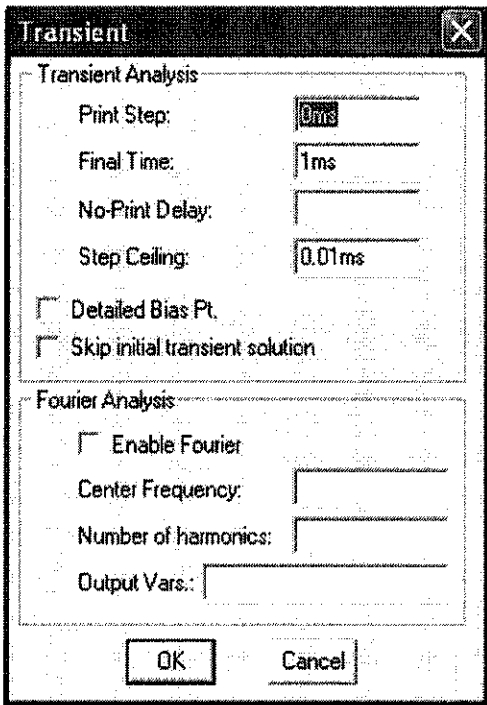 Transient
Transient Analysis
Print Step: 0ms
Final Time: 1ms
No-Print Delay:
Step Ceiling: 0.01ms
Detailed Bias Pt.
Skip initial transient solution
Fourier Analysis
Enable Fourier
Center Frequency:
Number of harmonics:
Output Vars.:
OK Cancel